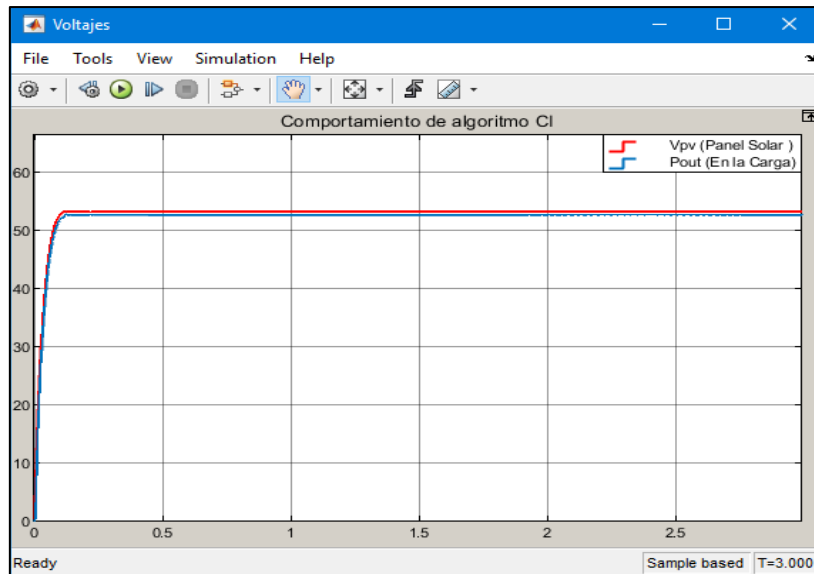 Voltajes
File Tools View Simulation Help
Comportamiento de algoritmo CI
Vpv (Panel Solar )
Pout (En la Carga)
60
50
40
30
20
10
0
0 0.5 1 1.5 2 2.5
Ready Sample based T=3.000